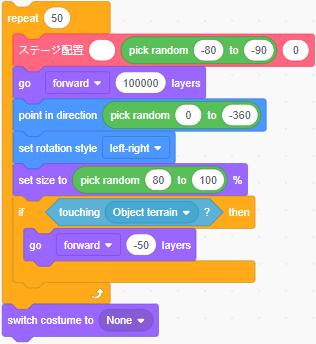 repeat 50
ステージ配置 pick random -80 to -90 0
go forward 100000 layers
point in direction pick random 0 to -360
set rotation style left-right
set size to pick random 80 to 100 %
if touching Object terrain ? then
go forward -50 layers
switch costume to None